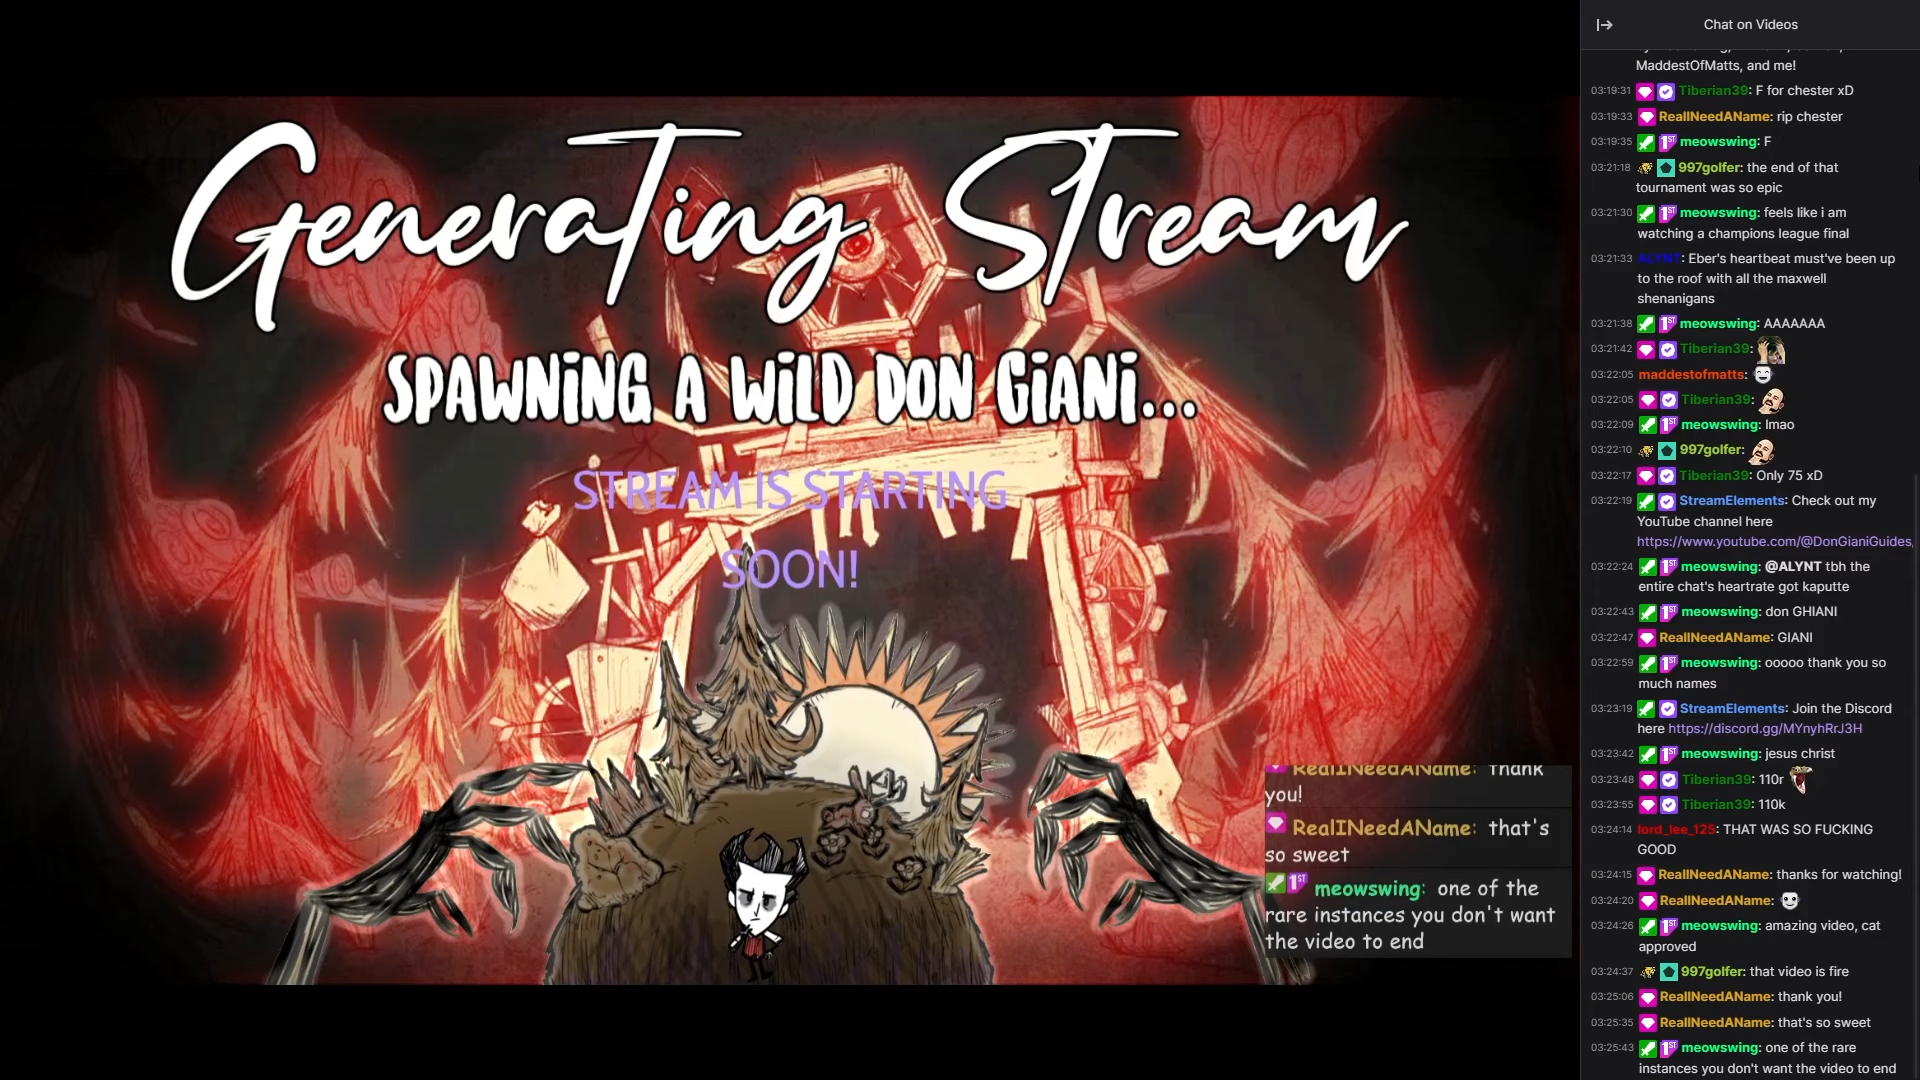 Generating Stream
SPAWNING A WILD DON GIANI...
STREAM IS STARTING
SOON!
RealINeedAName: thank
you!
RealINeedAName: that's
so sweet
meowswing: one of the
rare instances you don't want
the video to end
Chat on Videos
MaddestOfMatts, and me!
03:19:31 Tiberian39: F for chester xD
03:19:33 RealINeedAName: rip chester
03:19:35 1ST meowswing: F
03:21:18 997golfer: the end of that
tournament was so epic
03:21:30 1ST meowswing: feels like i am
watching a champions league final
03:21:33 ALYNT: Eber's heartbeat must've been up
to the roof with all the maxwell
shenanigans
03:21:38 1ST meowswing: AAAAAAA
03:21:42 Tiberian39:
03:22:05 maddestofmatts:
03:22:05 Tiberian39:
03:22:09 1ST meowswing: lmao
03:22:10 997golfer:
03:22:17 Tiberian39: Only 75 xD
03:22:19 StreamElements: Check out my
YouTube channel here
https://www.youtube.com/@DonGianiGuides,
03:22:24 1ST meowswing: @ALYNT tbh the
entire chat's heartrate got kaputte
03:22:43 1ST meowswing: don GHIANI
03:22:47 RealINeedAName: GIANI
03:22:59 1ST meowswing: ooooo thank you so
much names
03:23:19 StreamElements: Join the Discord
here https://discord.gg/MYnyhRrJ3H
03:23:42 1ST meowswing: jesus christ
03:23:48 Tiberian39: 110r
03:23:55 Tiberian39: 110k
03:24:14 lord_lee_125: THAT WAS SO FUCKING
GOOD
03:24:15 RealINeedAName: thanks for watching!
03:24:20 RealINeedAName:
03:24:26 1ST meowswing: amazing video, cat
approved
03:24:37 997golfer: that video is fire
03:25:06 RealINeedAName: thank you!
03:25:35 RealINeedAName: that's so sweet
03:25:43 1ST meowswing: one of the rare
instances you don't want the video to end